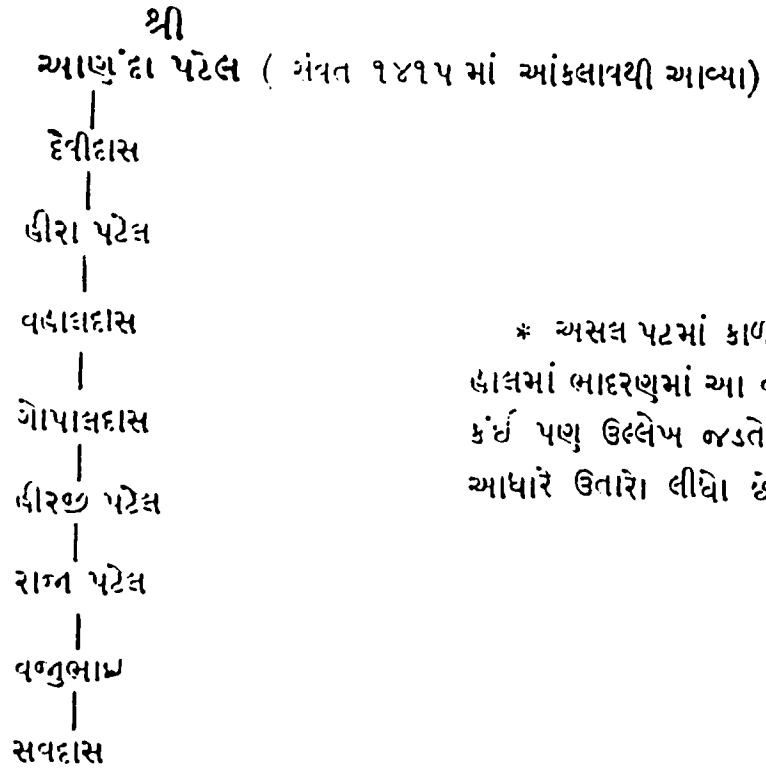 શ્રી
આણંદા પટેલ ( સંવત ૧૪૧૫ માં આંકલાવથી આવ્યા)
દેવીદાસ
હીરા પટેલ
વહાલદાસ
ગોપાલદાસ
હીરજી પટેલ
રાજા પટેલ
વજુભાઇ
સવદાસ
* અસલ પટમાં કાળ
હાલમાં ભાદરણમાં આ વ
કંઈ પણ ઉલ્લેખ જડતે
આધારે ઉતારો લીધો છે